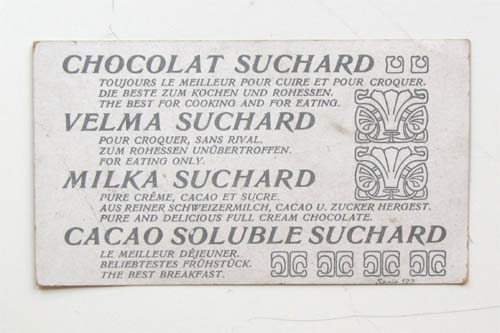 CHOCOLAT SUCHARD
TOUJOURS LE MEILLEUR POUR CUIRE ET POUR CROQUER.
DIE BESTE ZUM KOCHEN UND ROHESSEN.
THE BEST FOR COOKING AND FOR EATING.
VELMA SUCHARD
POUR CROQUER, SANS RIVAL.
ZUM ROHESSEN UNÜBERTROFFEN.
FOR EATING ONLY.
MILKA SUCHARD
PURE CRÊME, CACAO ET SUCRE.
AUS REINER SCHWEIZERMILCH, CACAO U. ZUCKER HERGEST.
PURE AND DELICIOUS FULL CREAM CHOCOLATE.
CACAO SOLUBLE SUCHARD
LE MEILLEUR DÉJEUNER.
BELIEBTESTES FRÜHSTÜCK.
THE BEST BREAKFAST.
Serie